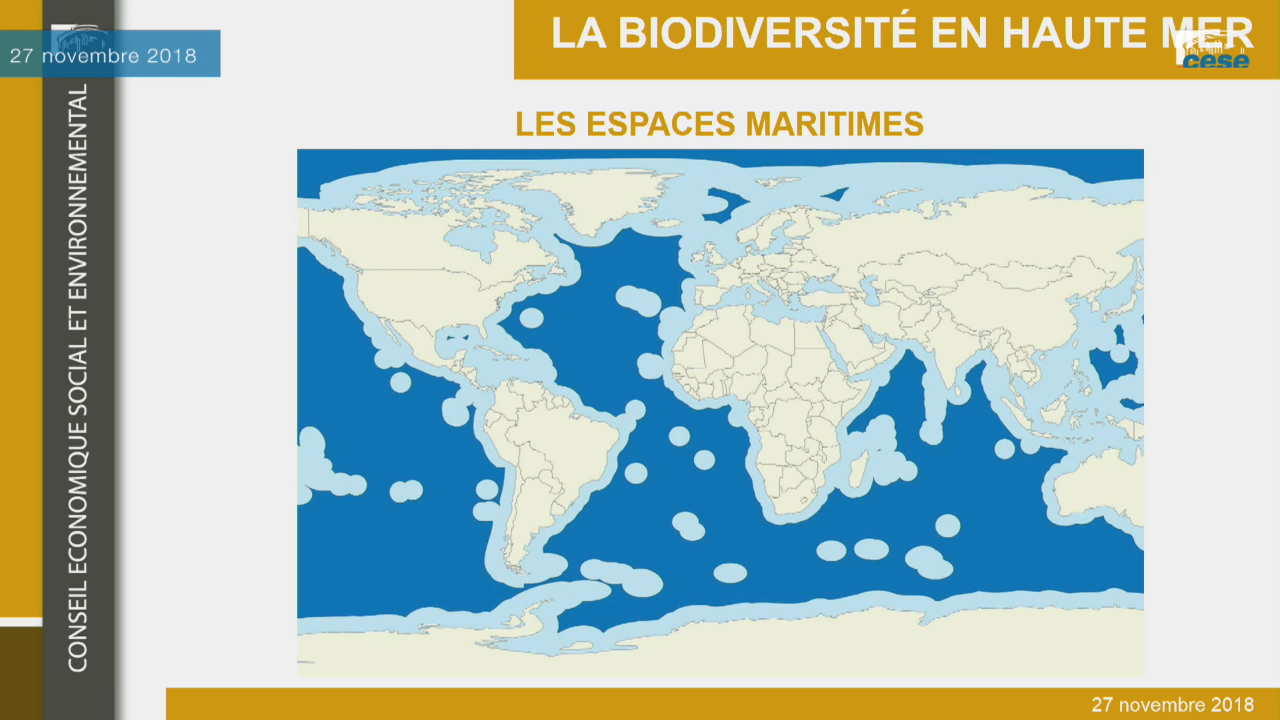 LA BIODIVERSITÉ EN HAUTE MER
cese
27 novembre 2018
CONSEIL ECONOMIQUE SOCIAL ET ENVIRONNEMENTAL
LES ESPACES MARITIMES
27 novembre 2018